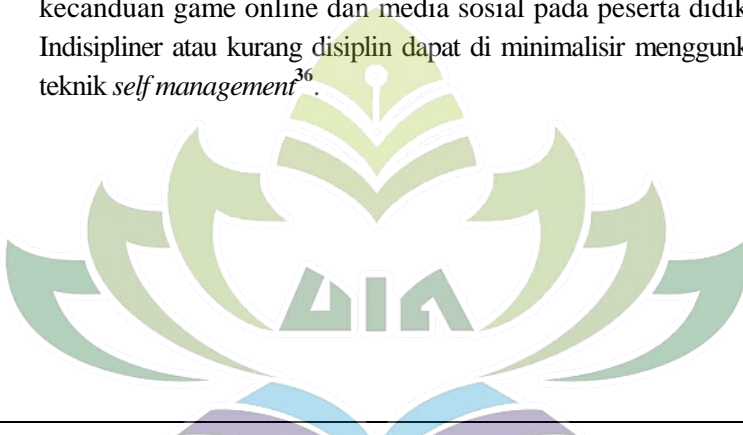 kecanduan game online dan media sosial pada peserta didik
Indisipliner atau kurang disiplin dapat di minimalisir menggunk
teknik self management³⁶.
UIN